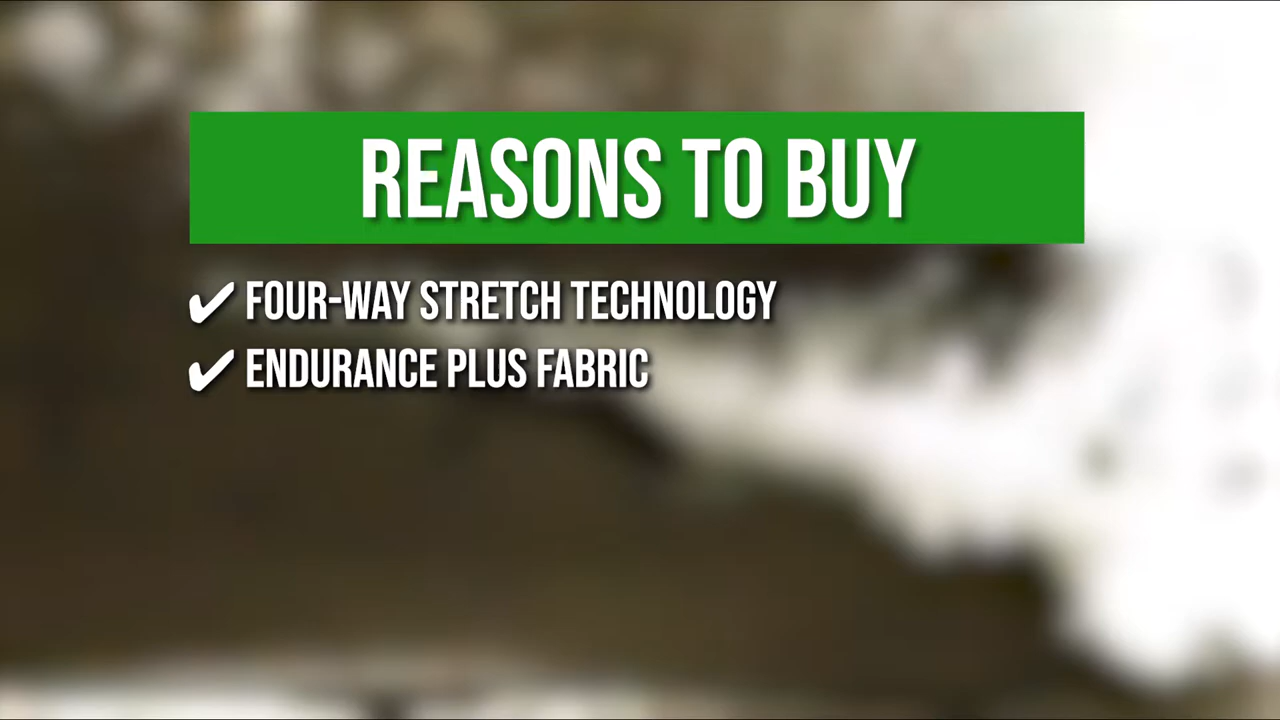 REASONS TO BUY
✔ FOUR-WAY STRETCH TECHNOLOGY
✔ ENDURANCE PLUS FABRIC